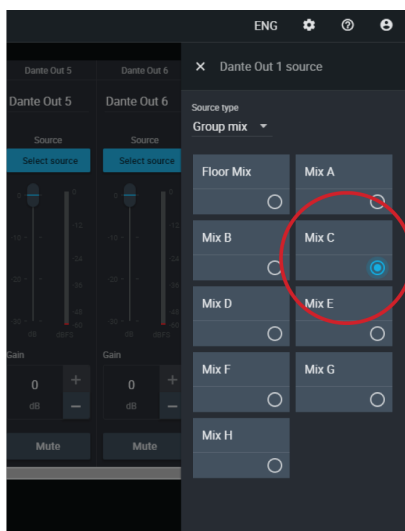 ENG
Dante Out 5
Dante Out 6
Dante Out 1 source
Dante Out 5
Dante Out 6
Source type
Group mix
Source
Source
Select source
Select source
Floor Mix
Mix A
Mix B
Mix C
Mix D
Mix E
Mix F
Mix G
Mix H
Gain
Gain
0
0
dB
dB
Mute
Mute